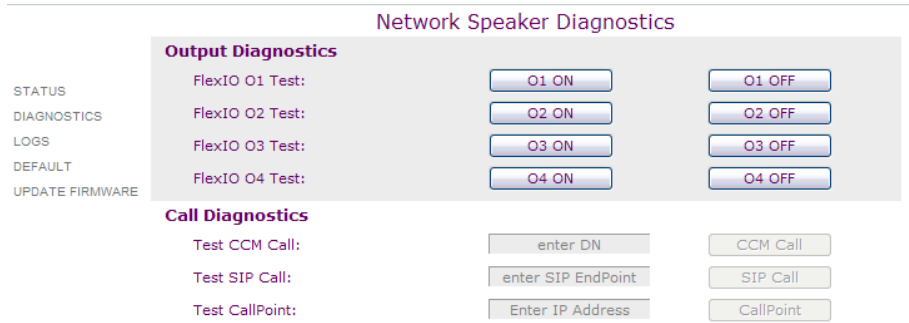 Network Speaker Diagnostics
STATUS
DIAGNOSTICS
LOGS
DEFAULT
UPDATE FIRMWARE
Output Diagnostics
FlexIO O1 Test: O1 ON O1 OFF
FlexIO O2 Test: O2 ON O2 OFF
FlexIO O3 Test: O3 ON O3 OFF
FlexIO O4 Test: O4 ON O4 OFF
Call Diagnostics
Test CCM Call: enter DN CCM Call
Test SIP Call: enter SIP EndPoint SIP Call
Test CallPoint: Enter IP Address CallPoint